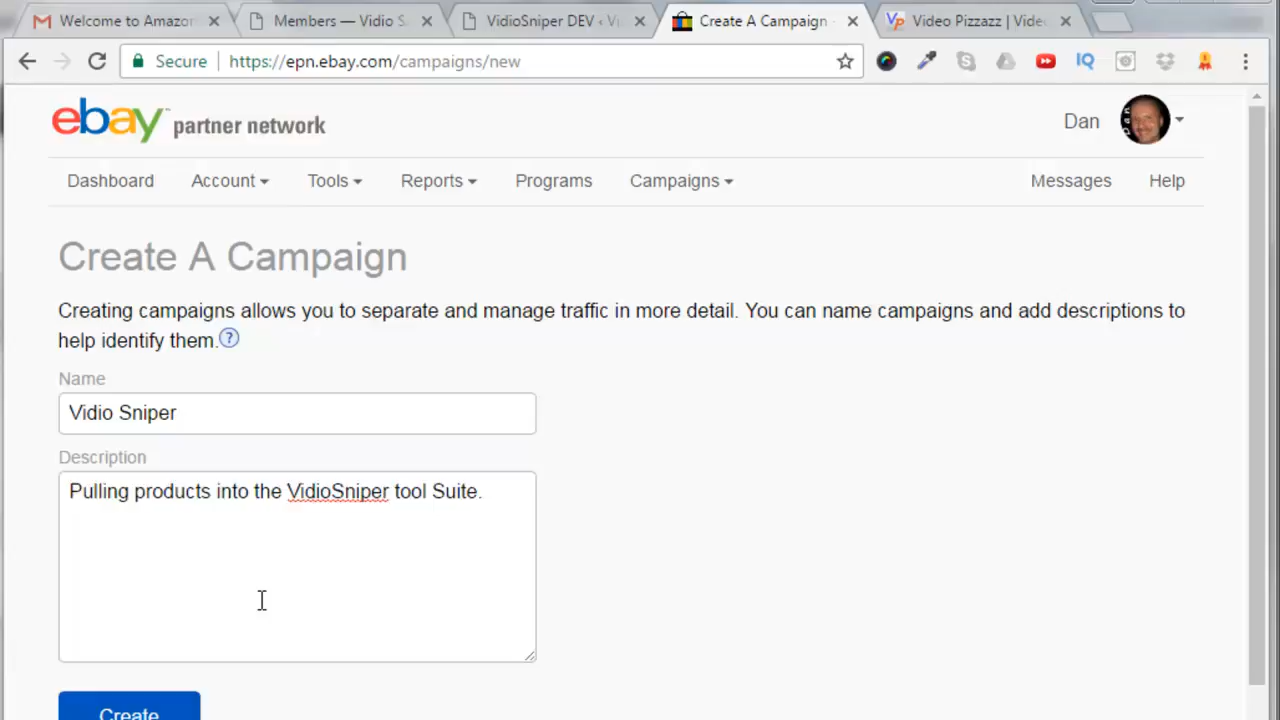 Welcome to Amazon
Members — Vidio S
VidioSniper DEV ‹ Vi
Create A Campaign
Video Pizzazz | Vide
Secure https://epn.ebay.com/campaigns/new
IQ
ebay™ partner network
Dan
Dashboard Account Tools Reports Programs Campaigns Messages Help
Create A Campaign
Creating campaigns allows you to separate and manage traffic in more detail. You can name campaigns and add descriptions to
help identify them. ?
Name
Vidio Sniper
Description
Pulling products into the VidioSniper tool Suite.
Create